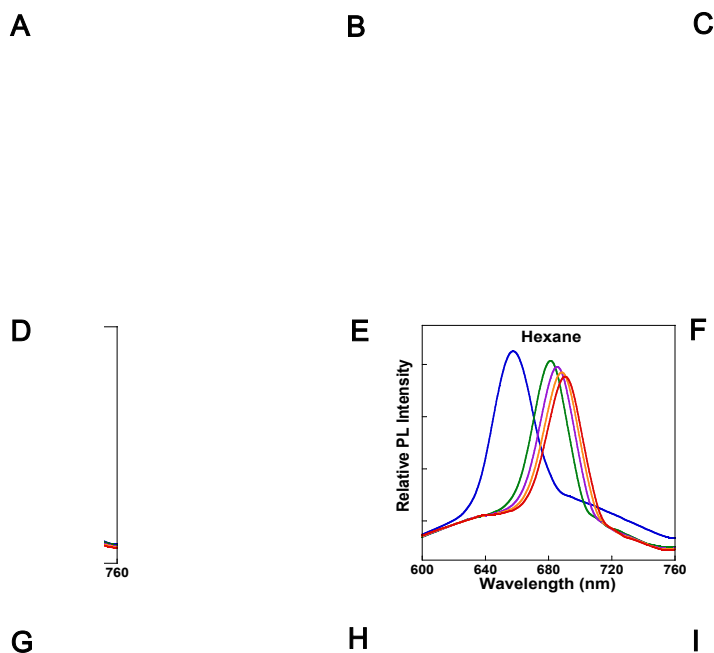 A
B
C
D
760
E
Hexane
Relative PL Intensity
600 640 680 720 760
Wavelength (nm)
F
G
H
I